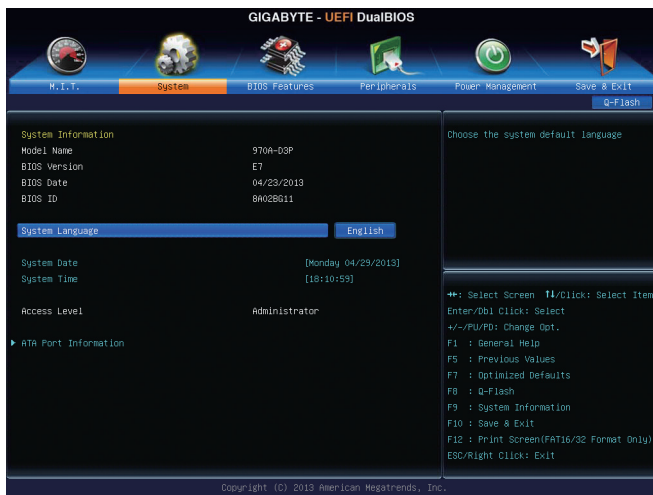 GIGABYTE - UEFI DualBIOS
M.I.T. System BIOS Features Peripherals Power Management Save & Exit
Q-Flash
System Information
Model Name 970A-D3P
BIOS Version E7
BIOS Date 04/23/2013
BIOS ID 8A02BG11
System Language English
System Date [Monday 04/29/2013]
System Time [18:10:59]
Access Level Administrator
ATA Port Information
Choose the system default language
→←: Select Screen ↑↓/Click: Select Item
Enter/Dbl Click: Select
+/-/PU/PD: Change Opt.
F1 : General Help
F5 : Previous Values
F7 : Optimized Defaults
F8 : Q-Flash
F9 : System Information
F10 : Save & Exit
F12 : Print Screen(FAT16/32 Format Only)
ESC/Right Click: Exit
Copyright (C) 2013 American Megatrends, Inc.